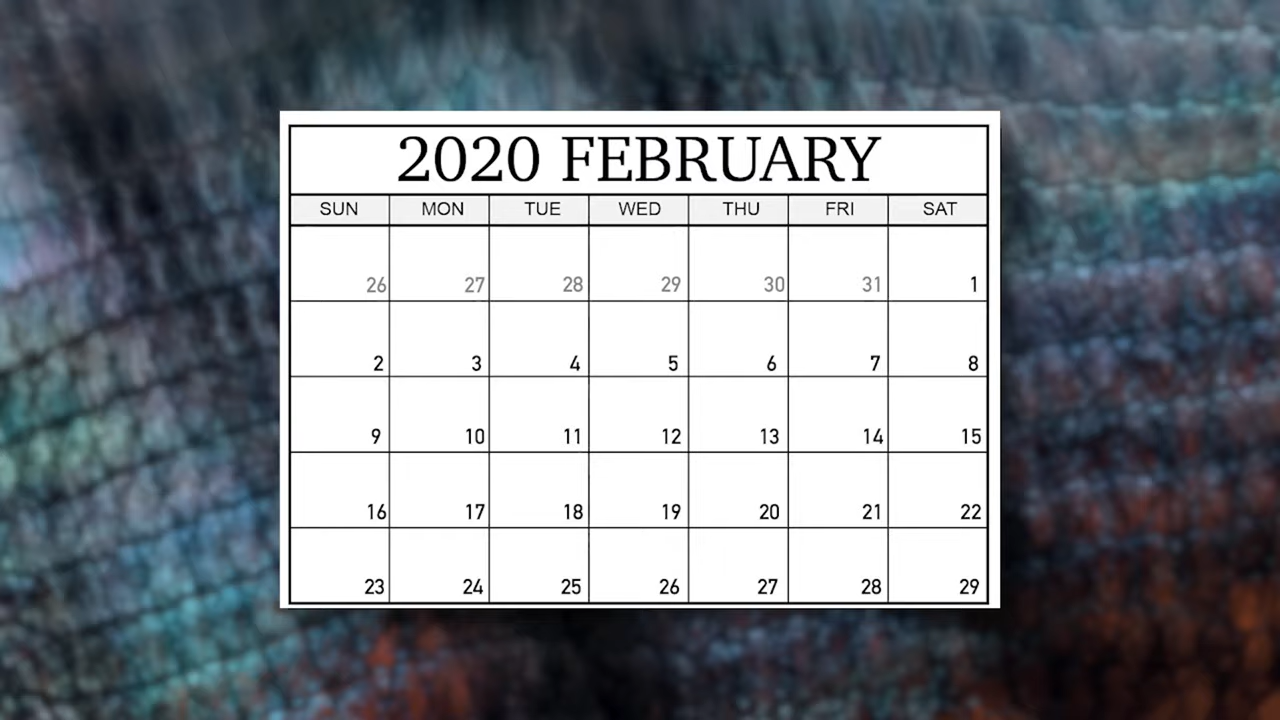 2020 FEBRUARY
SUN MON TUE WED THU FRI SAT
26 27 28 29 30 31 1
2 3 4 5 6 7 8
9 10 11 12 13 14 15
16 17 18 19 20 21 22
23 24 25 26 27 28 29